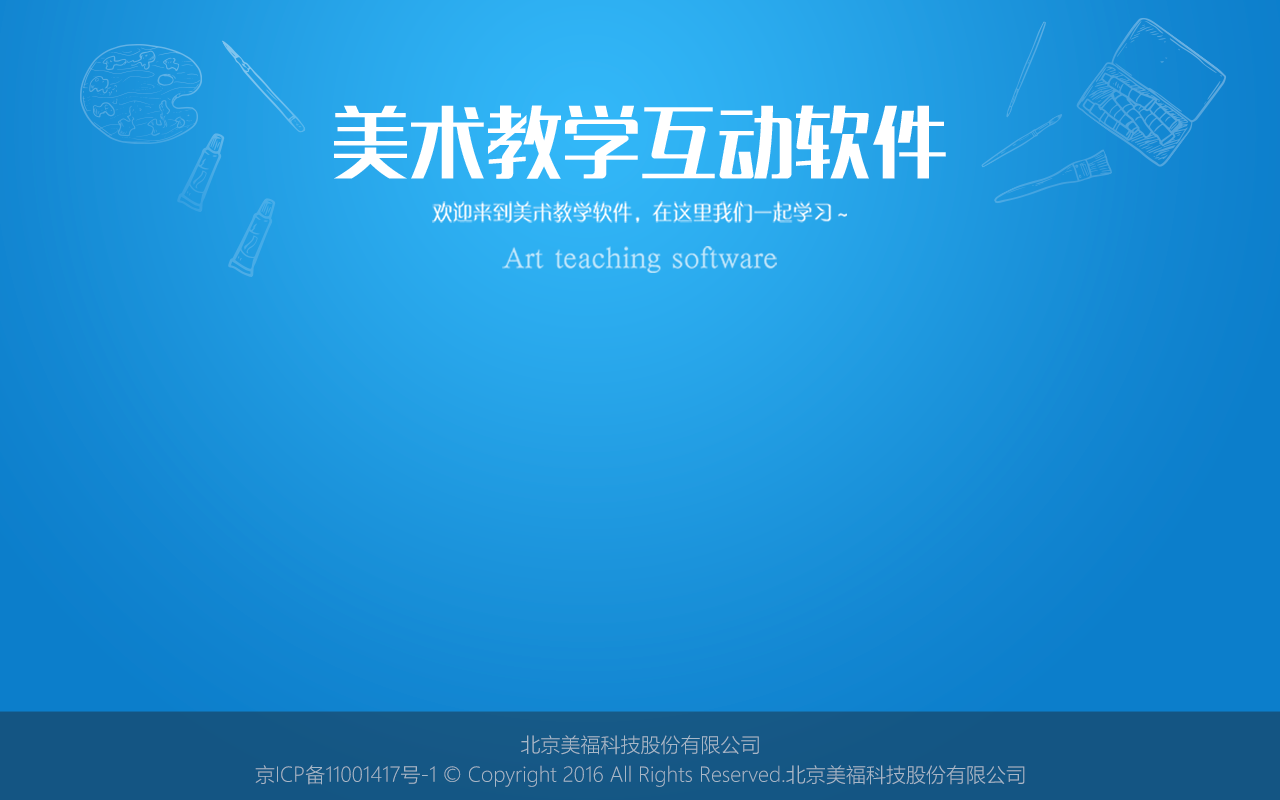 美术教学互动软件
欢迎来到美术教学软件，在这里我们一起学习～
Art teaching software
北京美福科技股份有限公司
京ICP备11001417号-1 © Copyright 2016 All Rights Reserved.北京美福科技股份有限公司